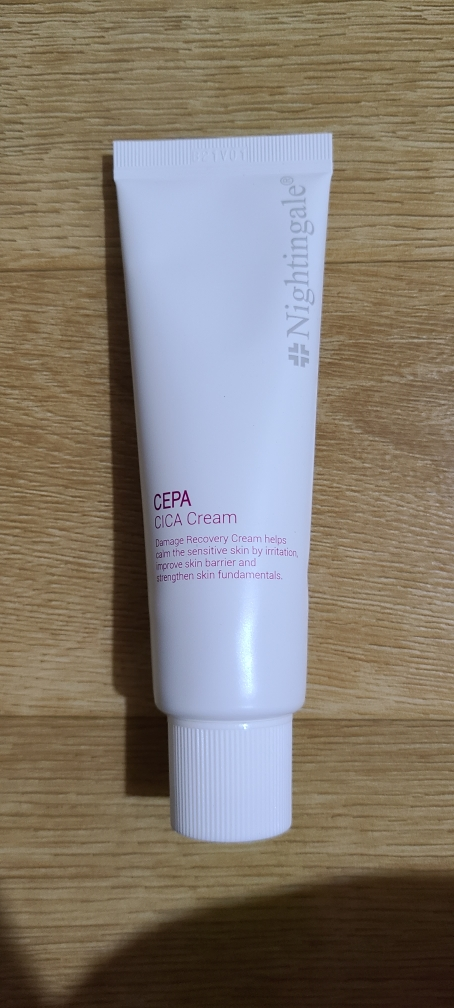 Nightingale®
CEPA
CICA Cream
Damage Recovery Cream helps
calm the sensitive skin by irritation,
improve skin barrier and
strengthen skin fundamentals.